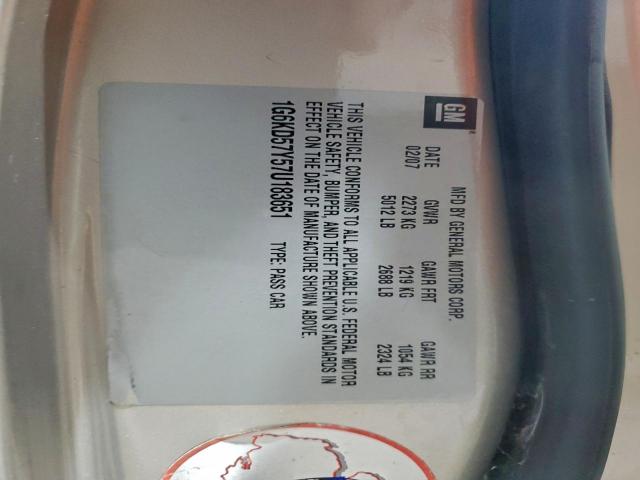 GM
MFD BY GENERAL MOTORS CORP.
DATE GVWR GAWR FRT GAWR RR
02/07 2273 KG 1219 KG 1054 KG
5012 LB 2688 LB 2324 LB
THIS VEHICLE CONFORMS TO ALL APPLICABLE U.S. FEDERAL MOTOR
VEHICLE SAFETY, BUMPER, AND THEFT PREVENTION STANDARDS IN
EFFECT ON THE DATE OF MANUFACTURE SHOWN ABOVE.
1G6KD57Y57U183651 TYPE: PASS CAR